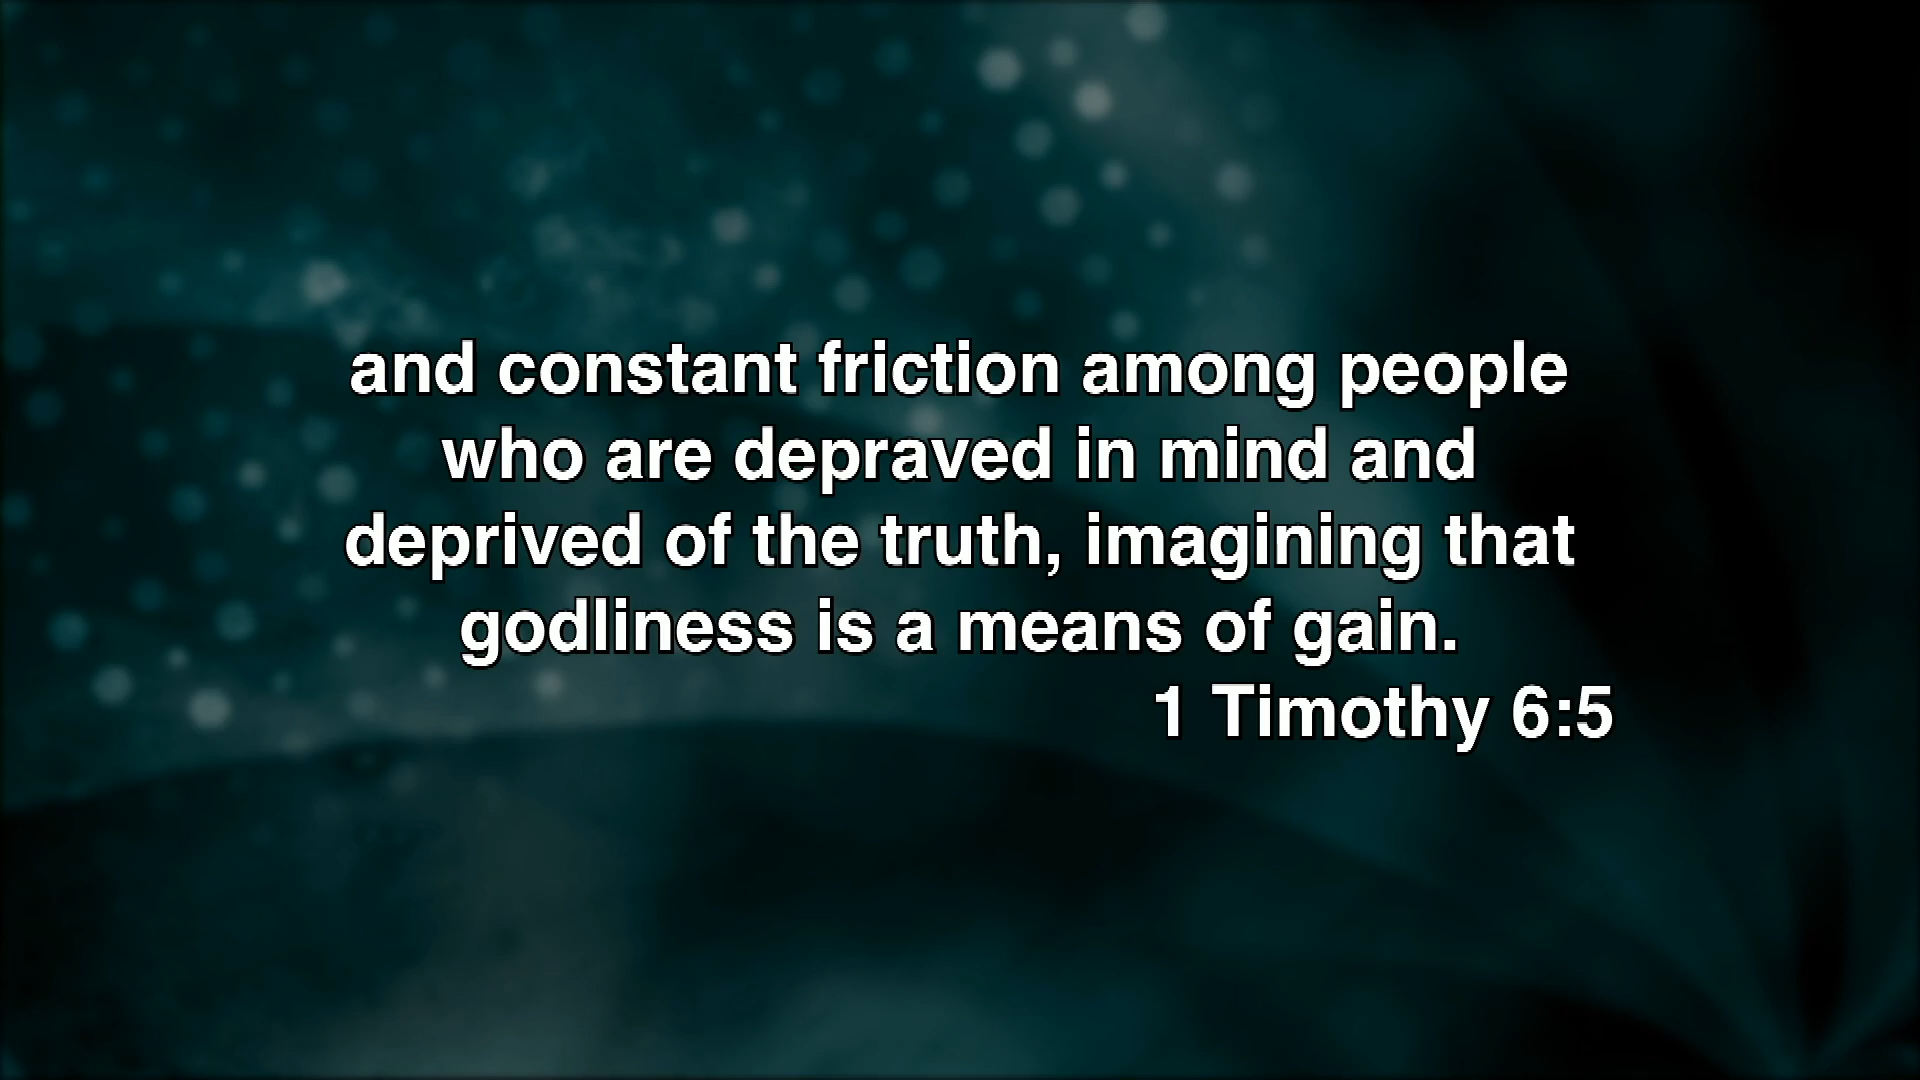 and constant friction among people
who are depraved in mind and
deprived of the truth, imagining that
godliness is a means of gain.
1 Timothy 6:5